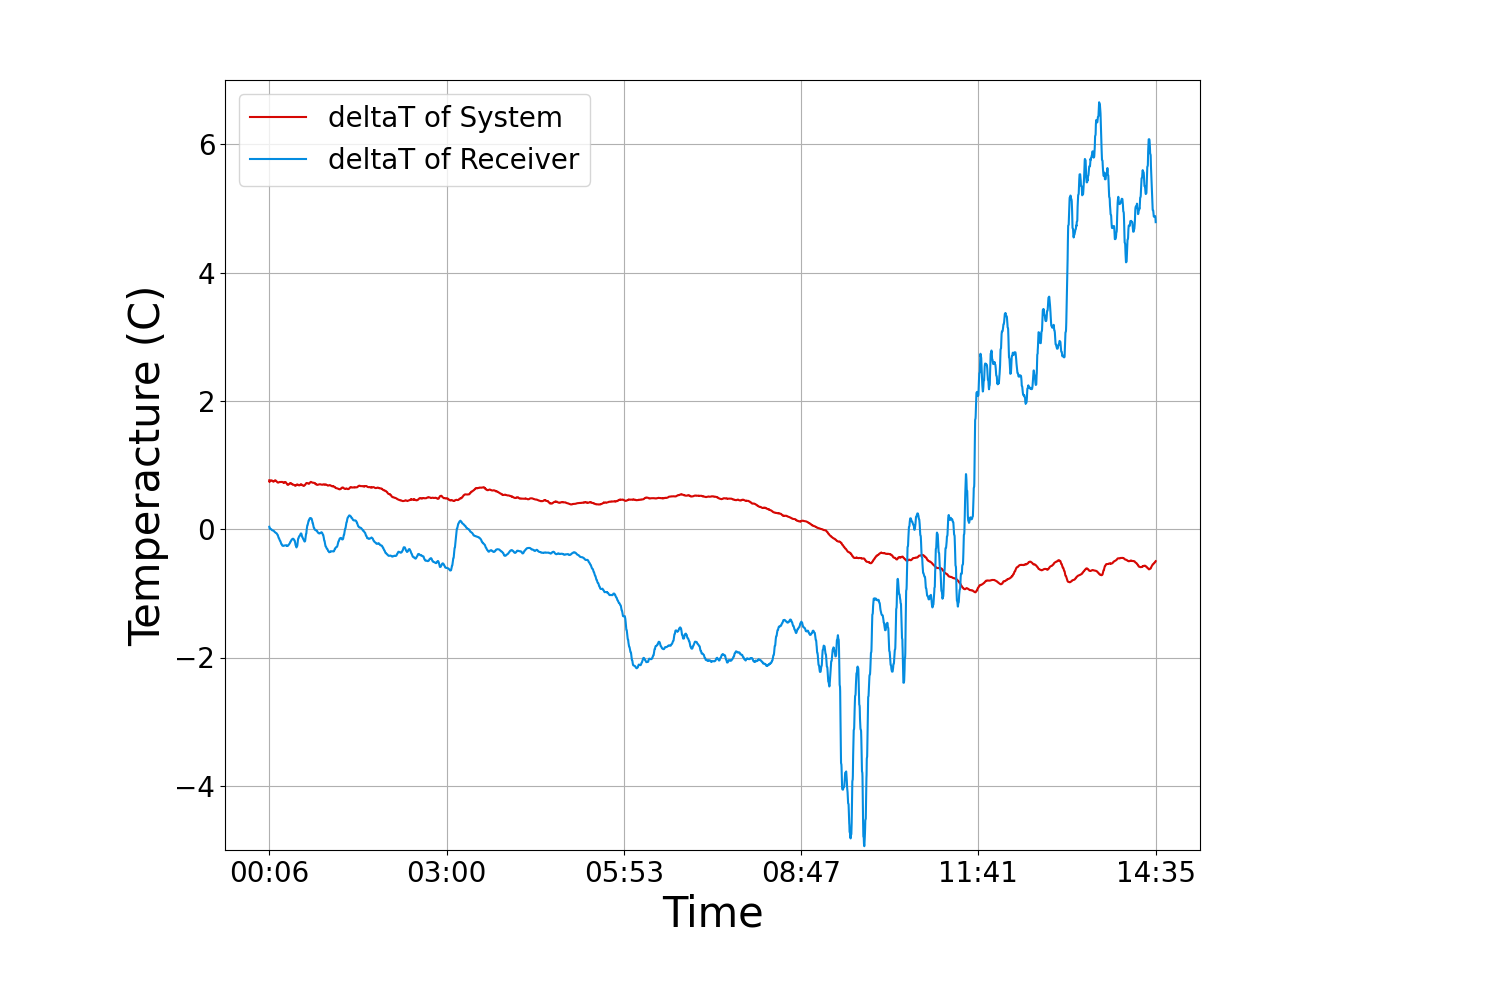 deltaT of System
deltaT of Receiver
6
4
2
0
−2
−4
Temperacture (C)
00:06 03:00 05:53 08:47 11:41 14:35
Time